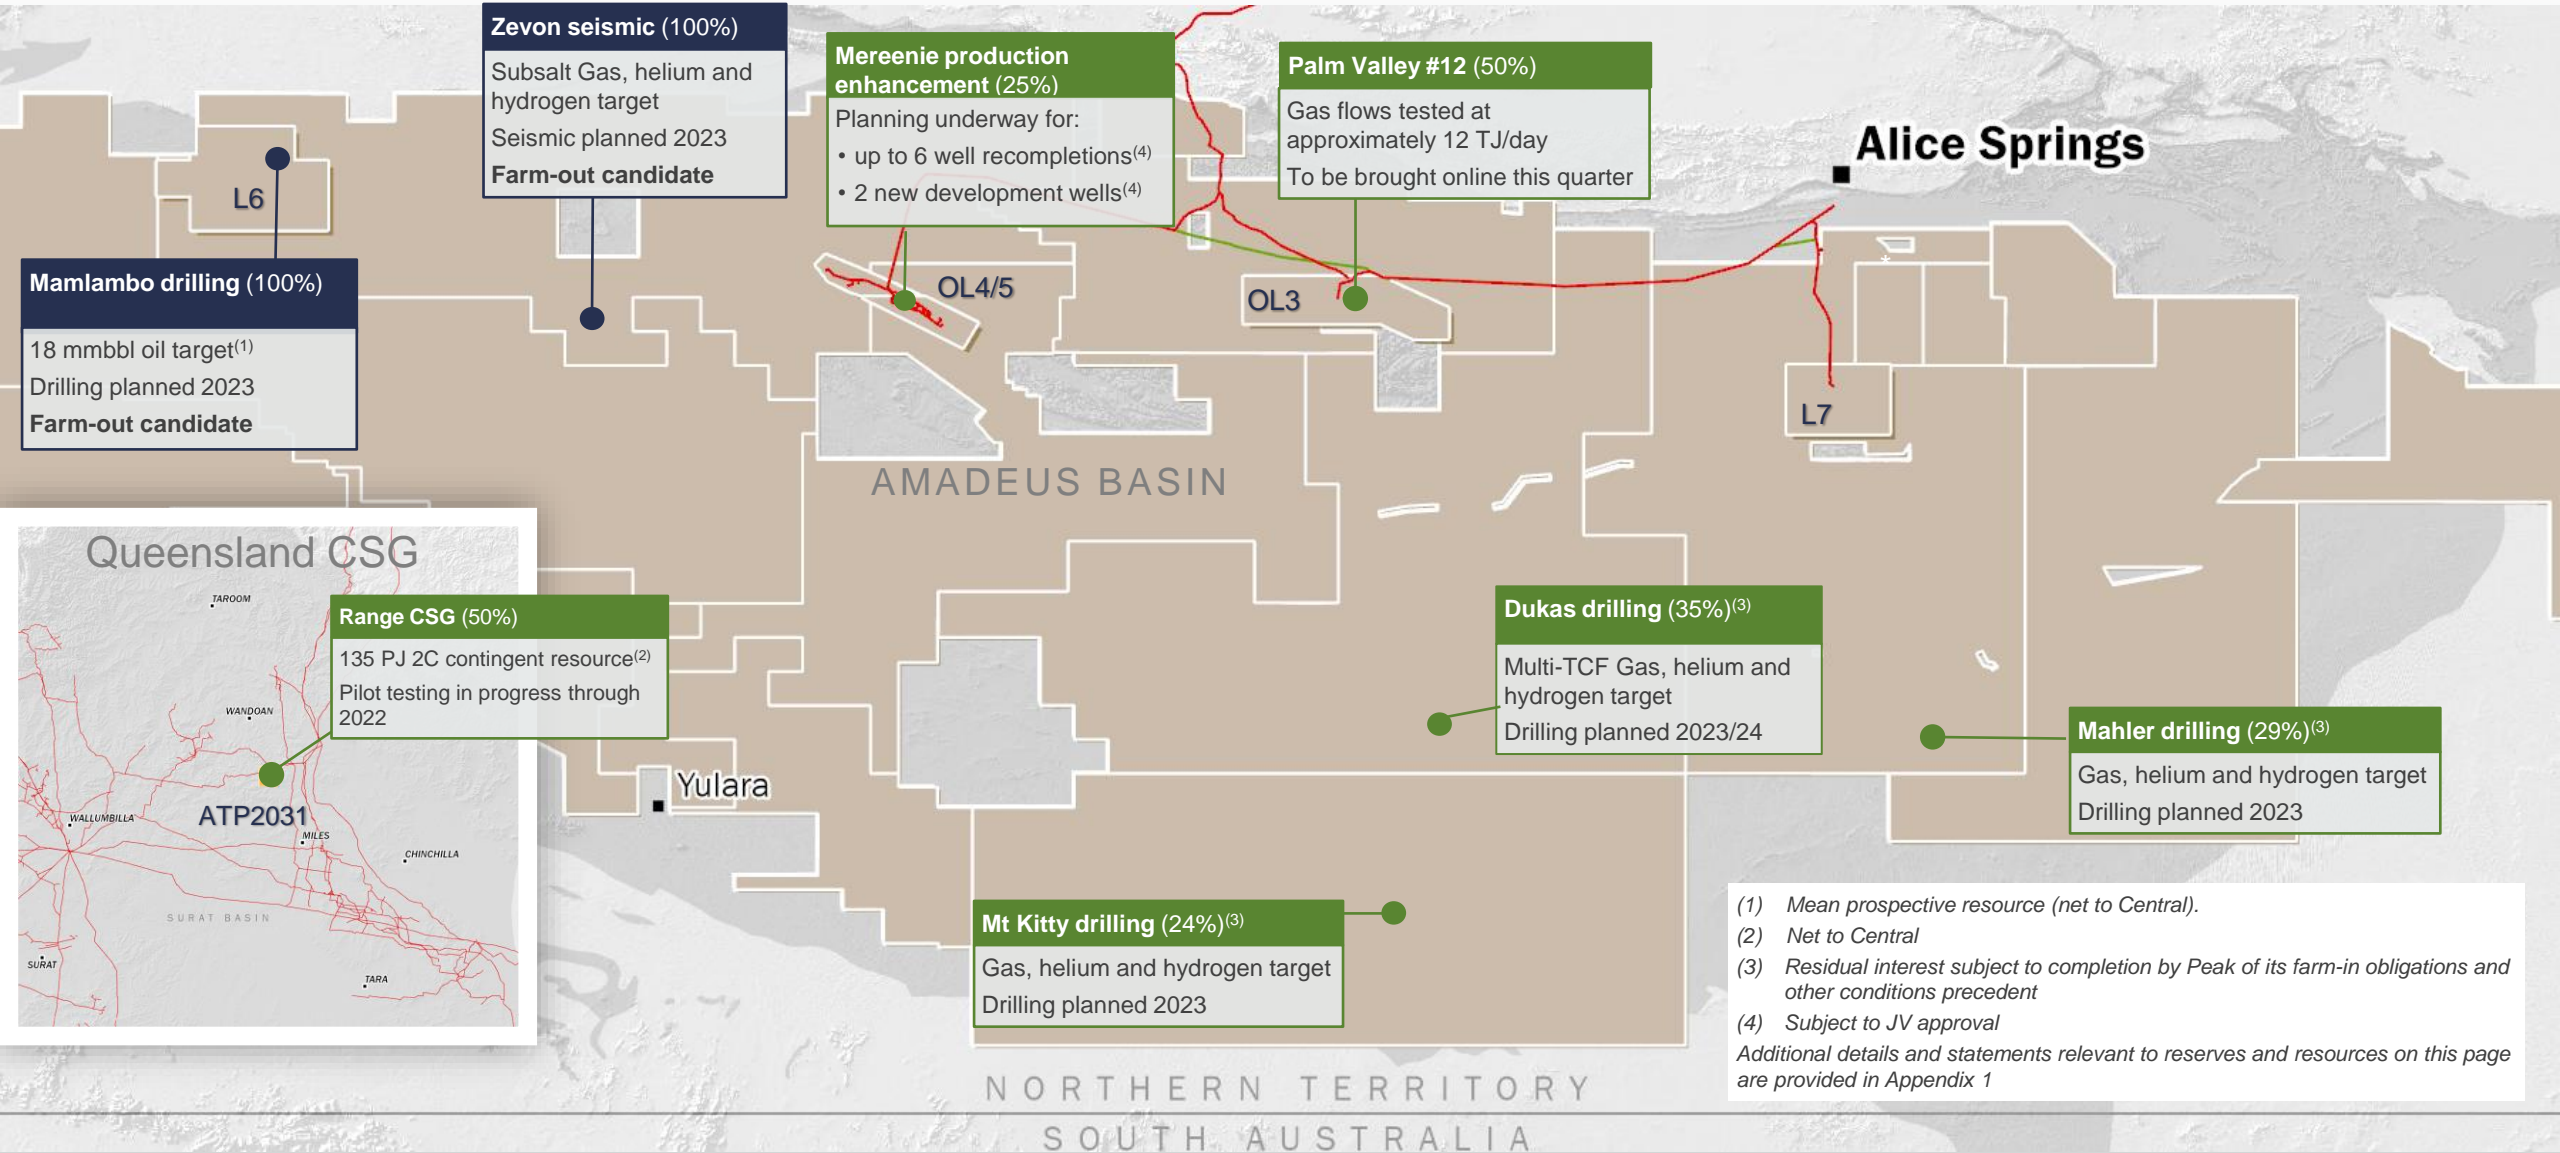 Zevon seismic (100%)
Subsalt Gas, helium and
hydrogen target
Seismic planned 2023
Farm-out candidate
Mereenie production
enhancement (25%)
Planning underway for:
• up to 6 well recompletions(4)
• 2 new development wells(4)
Palm Valley #12 (50%)
Gas flows tested at
approximately 12 TJ/day
To be brought online this quarter
Alice Springs
L6
Mamlambo drilling (100%)
18 mmbbl oil target(1)
Drilling planned 2023
Farm-out candidate
OL4/5
OL3
L7
AMADEUS BASIN
Queensland CSG
TAROOM
Range CSG (50%)
135 PJ 2C contingent resource(2)
Pilot testing in progress through
2022
WANDOAN
ATP2031
WALLUMBILLA
MILES
CHINCHILLA
SURAT BASIN
SURAT
TARA
Yulara
Dukas drilling (35%)(3)
Multi-TCF Gas, helium and
hydrogen target
Drilling planned 2023/24
Mahler drilling (29%)(3)
Gas, helium and hydrogen target
Drilling planned 2023
Mt Kitty drilling (24%)(3)
Gas, helium and hydrogen target
Drilling planned 2023
(1) Mean prospective resource (net to Central).
(2) Net to Central
(3) Residual interest subject to completion by Peak of its farm-in obligations and
other conditions precedent
(4) Subject to JV approval
Additional details and statements relevant to reserves and resources on this page
are provided in Appendix 1
NORTHERN TERRITORY
SOUTH AUSTRALIA